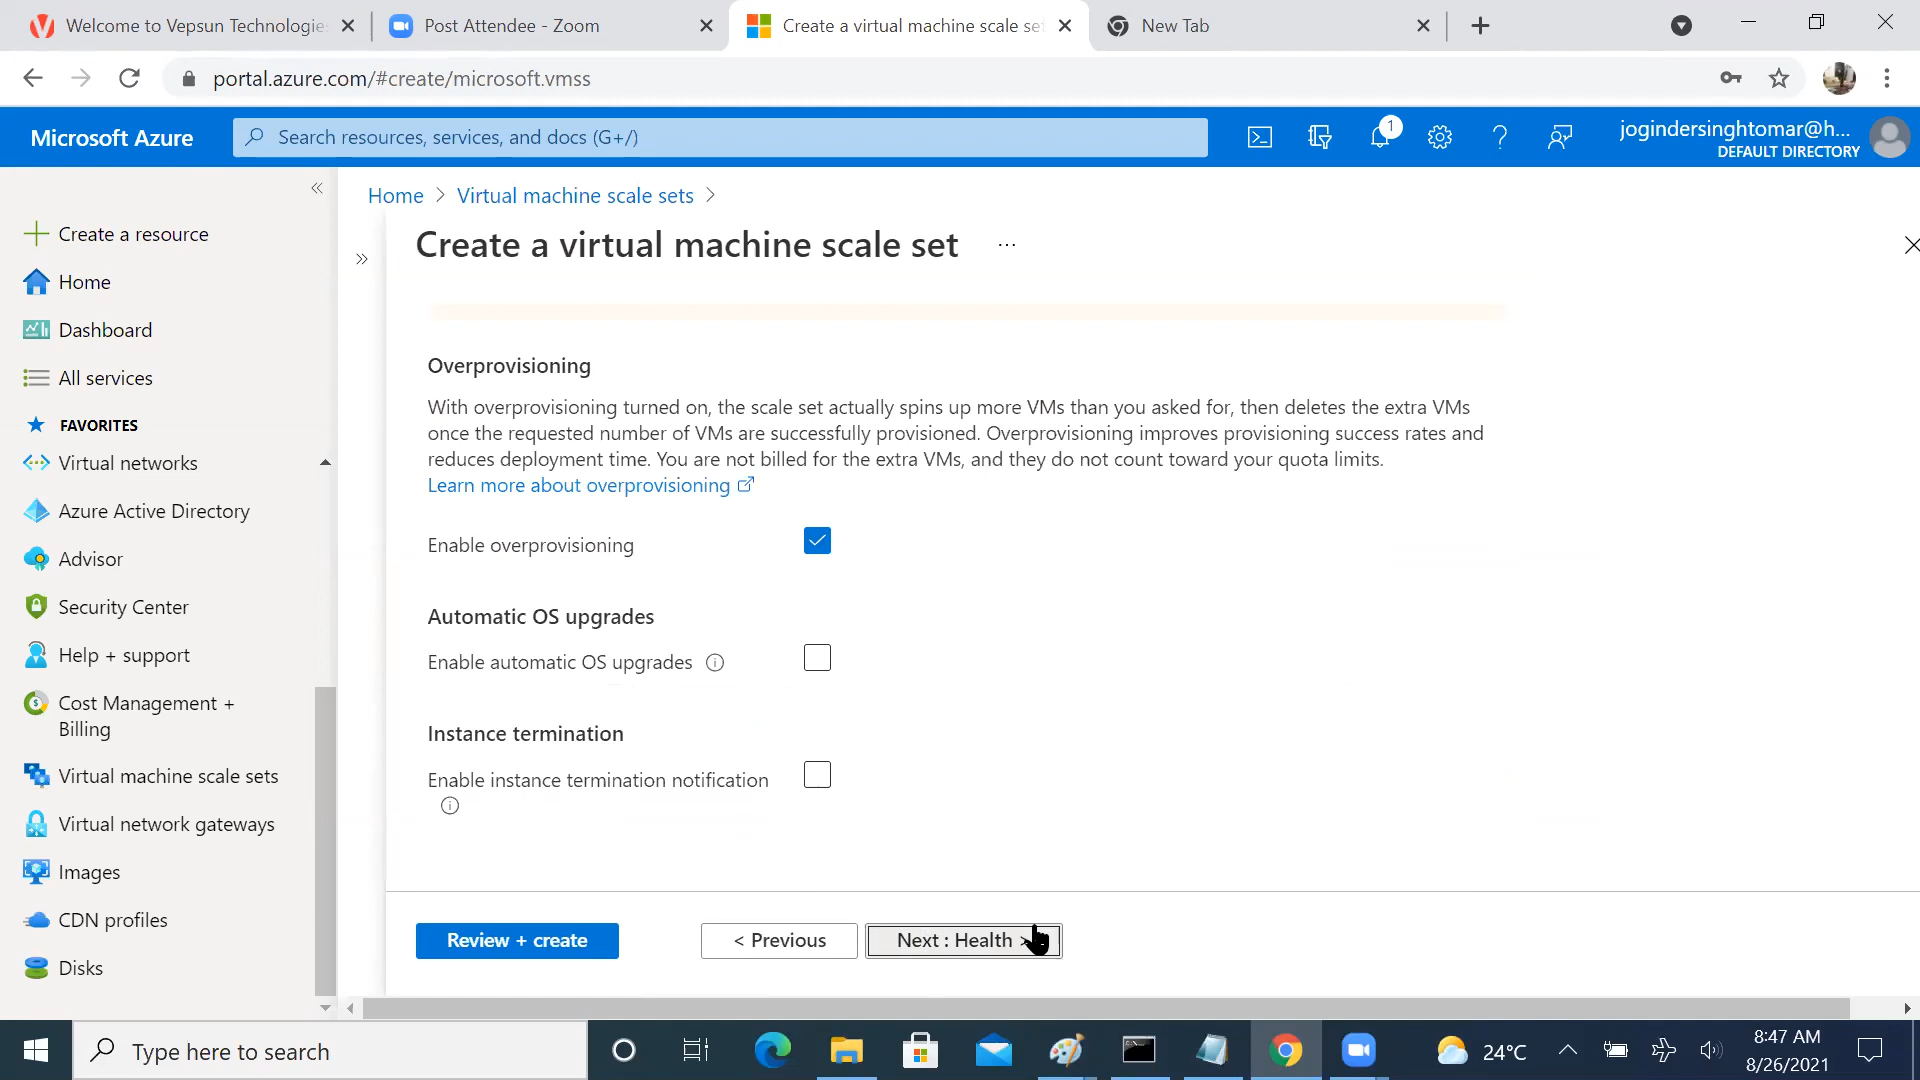 Welcome to Vepsun Technologies
Post Attendee - Zoom
Create a virtual machine scale set
New Tab
portal.azure.com/#create/microsoft.vmss
Microsoft Azure
Search resources, services, and docs (G+/)
1
jogindersinghtomar@h...
DEFAULT DIRECTORY
Create a resource
Home
Dashboard
All services
FAVORITES
Virtual networks
Azure Active Directory
Advisor
Security Center
Help + support
Cost Management +
Billing
Virtual machine scale sets
Virtual network gateways
Images
CDN profiles
Disks
Home > Virtual machine scale sets >
Create a virtual machine scale set ...
Overprovisioning
With overprovisioning turned on, the scale set actually spins up more VMs than you asked for, then deletes the extra VMs
once the requested number of VMs are successfully provisioned. Overprovisioning improves provisioning success rates and
reduces deployment time. You are not billed for the extra VMs, and they do not count toward your quota limits.
Learn more about overprovisioning
Enable overprovisioning
Automatic OS upgrades
Enable automatic OS upgrades
Instance termination
Enable instance termination notification
Review + create
< Previous
Next : Health >
Type here to search
24°C
8:47 AM
8/26/2021